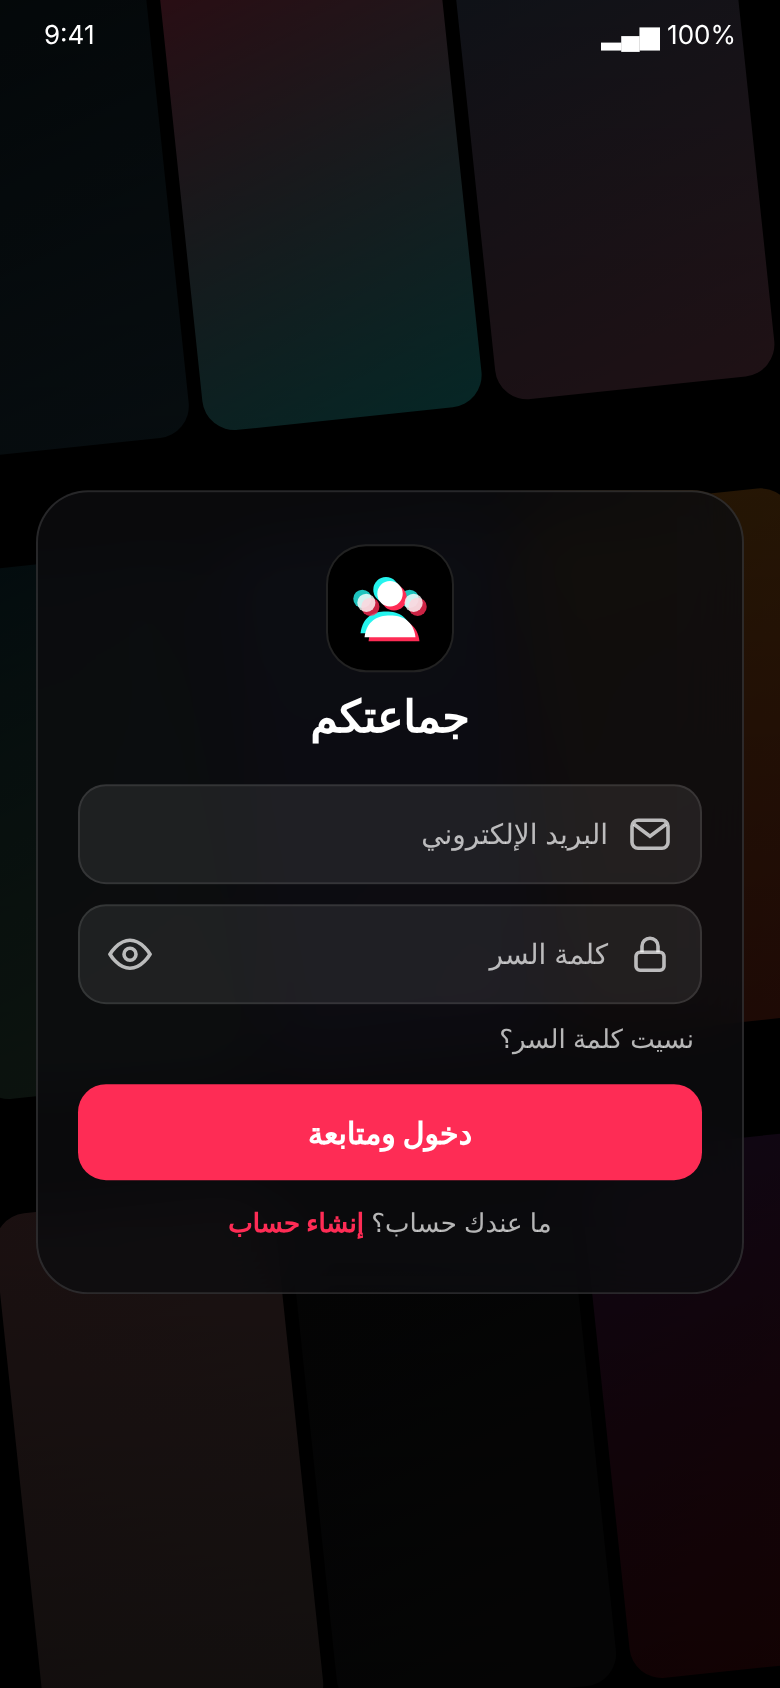 9:41
100%
جماعتكم
البريد الإلكتروني
كلمة السر
نسيت كلمة السر؟
دخول ومتابعة
ما عندك حساب؟ إنشاء حساب